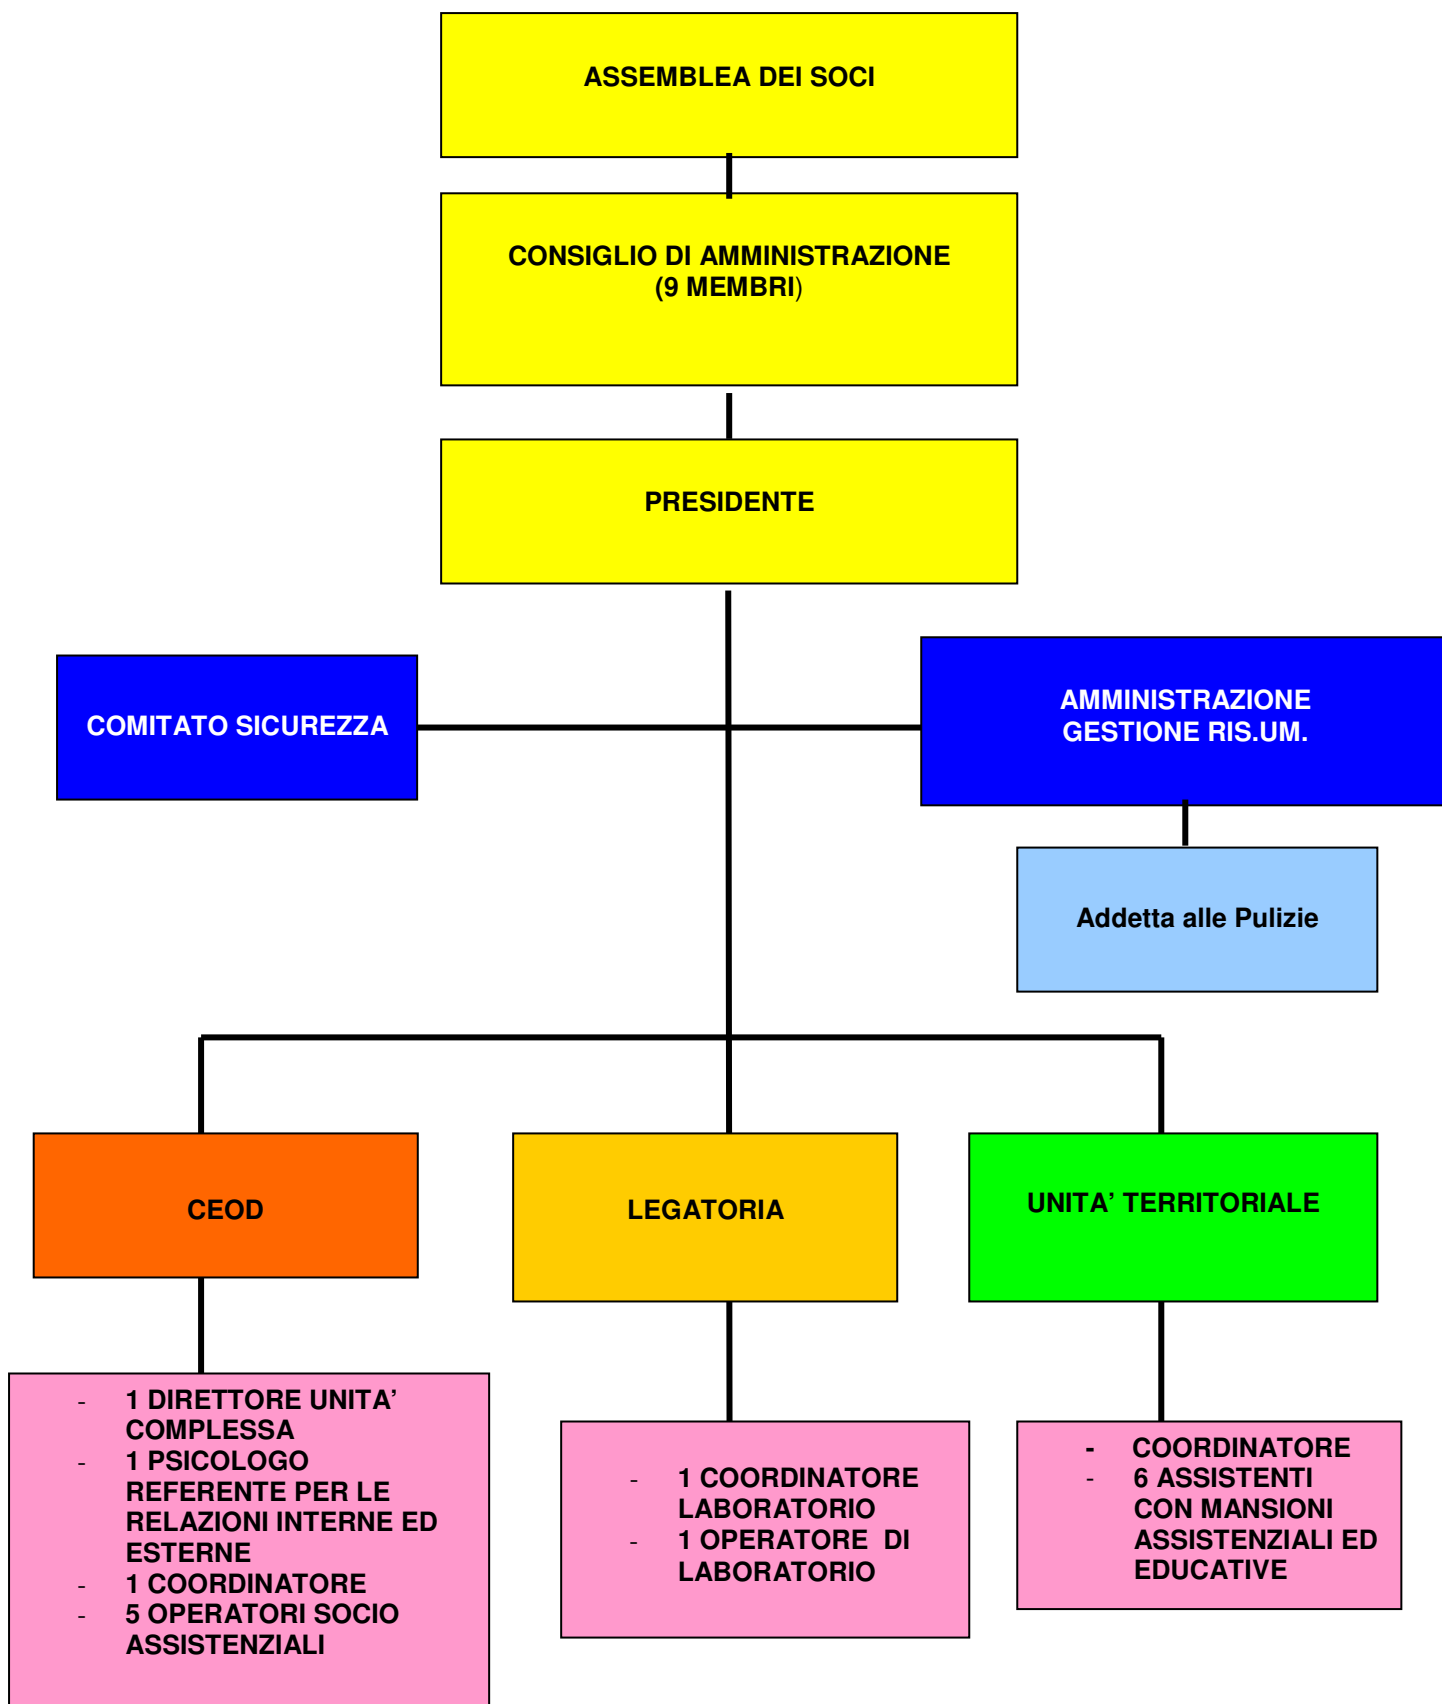 ASSEMBLEA DEI SOCI
CONSIGLIO DI AMMINISTRAZIONE
(9 MEMBRI)
PRESIDENTE
COMITATO SICUREZZA
AMMINISTRAZIONE
GESTIONE RIS.UM.
Addetta alle Pulizie
CEOD
LEGATORIA
UNITA’ TERRITORIALE
- 1 DIRETTORE UNITA’
COMPLESSA
- 1 PSICOLOGO
REFERENTE PER LE
RELAZIONI INTERNE ED
ESTERNE
- 1 COORDINATORE
- 5 OPERATORI SOCIO
ASSISTENZIALI
- 1 COORDINATORE
LABORATORIO
- 1 OPERATORE DI
LABORATORIO
- COORDINATORE
- 6 ASSISTENTI
CON MANSIONI
ASSISTENZIALI ED
EDUCATIVE